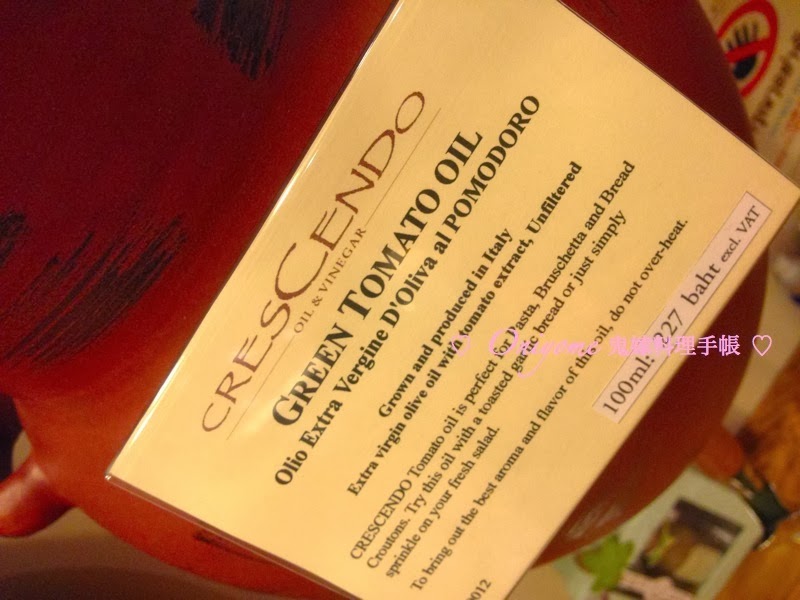 CRESCENDO
OIL & VINEGAR
GREEN TOMATO OIL
Olio Extra Vergine D'Oliva al POMODORO
Grown and produced in Italy
Extra virgin olive oil with tomato extract, Unfiltered
CRESCENDO Tomato oil is perfect Pasta, Bruschetta and Bread
Croutons. Try this oil with a toasted garlic bread or just simply
sprinkle on your fresh salad.
To bring out the best aroma and flavor of the oil, do not over-heat.
100ml: 227 baht excl. VAT
2012
♡ Oniyome 鬼嫁料理手帳 ♡